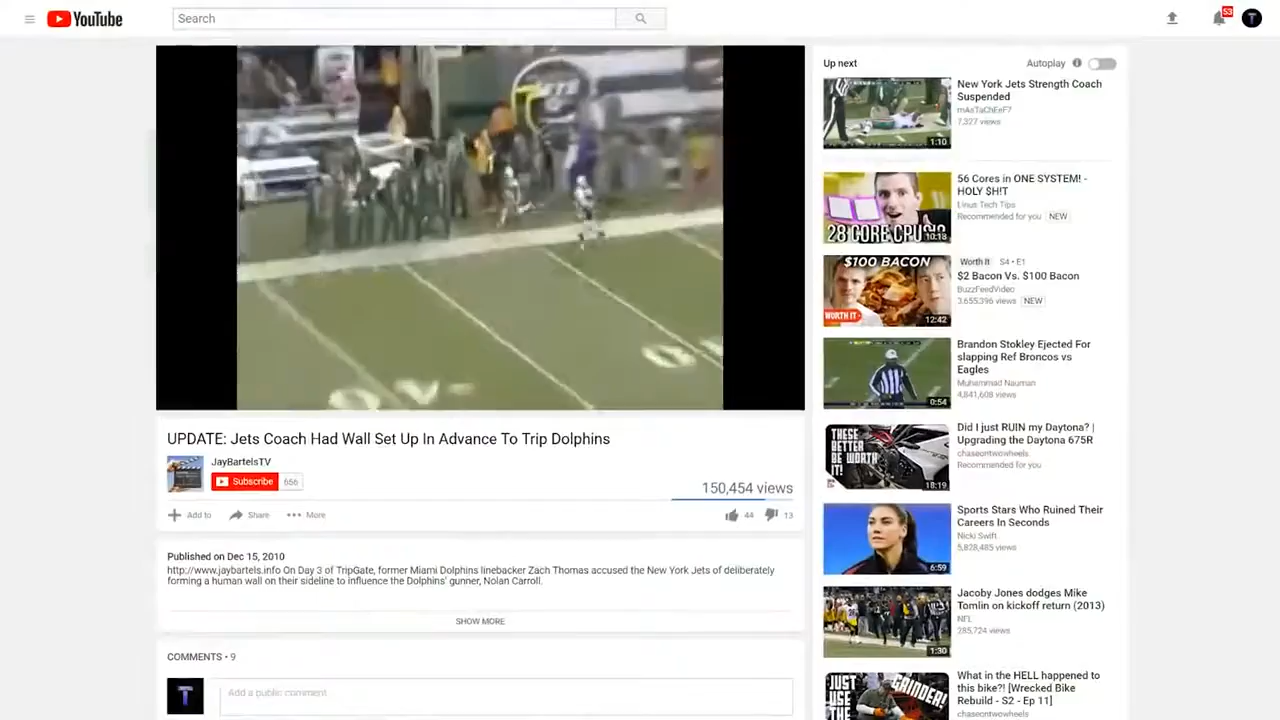 YouTube
Search
53
T
UPDATE: Jets Coach Had Wall Set Up In Advance To Trip Dolphins
JayBartelsTV
Subscribe 656
150,454 views
Add to Share More
44 13
Published on Dec 15, 2010
http://www.jaybartels.info On Day 3 of TripGate, former Miami Dolphins linebacker Zach Thomas accused the New York Jets of deliberately
forming a human wall on their sideline to influence the Dolphins' gunner, Nolan Carroll.
SHOW MORE
COMMENTS • 9
T
Add a public comment
Up next
Autoplay
New York Jets Strength Coach
Suspended
mAsTaChEeF7
7,327 views
1:10
56 Cores in ONE SYSTEM! -
HOLY $H!T
Linus Tech Tips
Recommended for you NEW
28 CORE CPU
10:18
Worth It S4 • E1
$2 Bacon Vs. $100 Bacon
BuzzFeedVideo
3,655,396 views NEW
$100 BACON
WORTH IT
12:42
Brandon Stokley Ejected For
slapping Ref Broncos vs
Eagles
Muhammad Nauman
4,841,608 views
0:54
Did I just RUIN my Daytona? |
Upgrading the Daytona 675R
chaseontwowheels
Recommended for you
THESE
BETTER
BE WORTH
IT!
18:19
Sports Stars Who Ruined Their
Careers In Seconds
Nicki Swift
5,828,485 views
6:59
Jacoby Jones dodges Mike
Tomlin on kickoff return (2013)
NFL
285,724 views
1:30
What in the HELL happened to
this bike?! [Wrecked Bike
Rebuild - S2 - Ep 11]
chaseontwowheels
JUST
USE
THE
GRINDER!